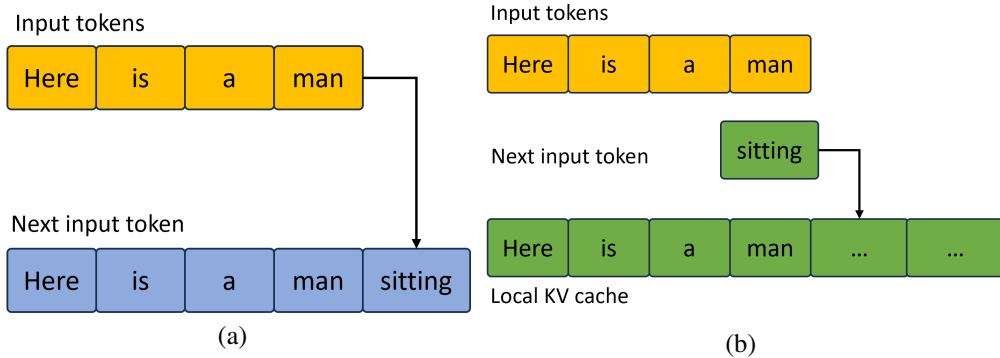 Input tokens
Here is a man
Next input token
Here is a man sitting
(a)
Input tokens
Here is a man
Next input token sitting
Here is a man ... ...
Local KV cache
(b)